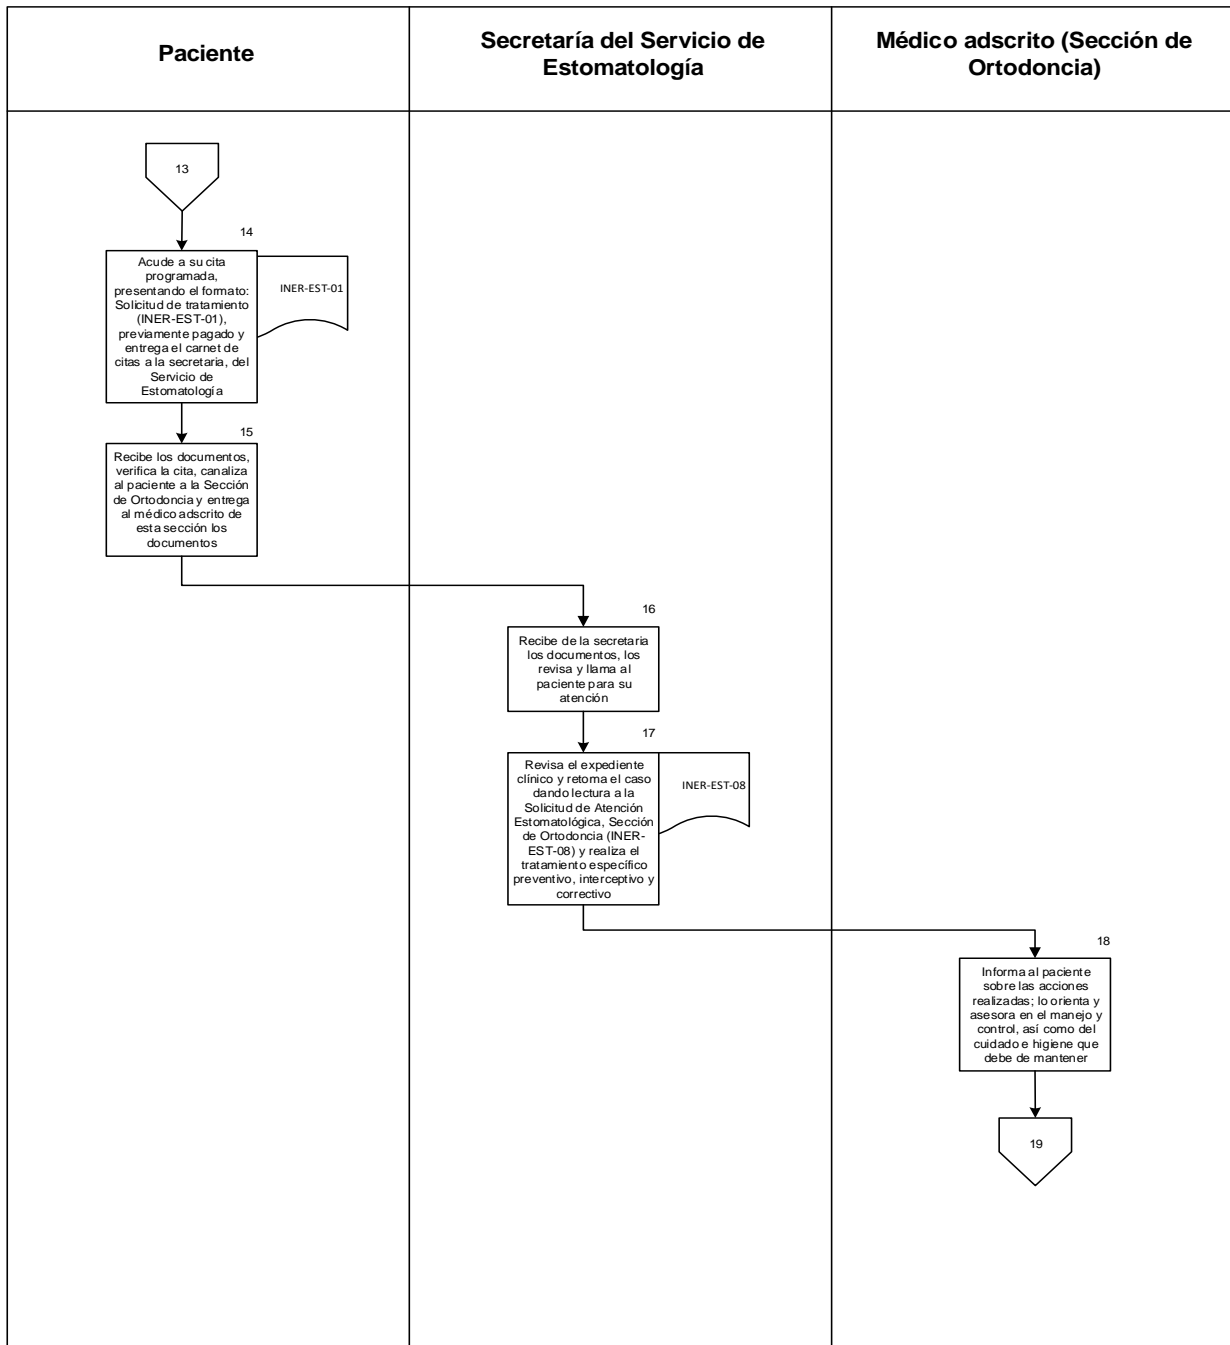 Paciente
Secretaría del Servicio de
Estomatología
Médico adscrito (Sección de
Ortodoncia)
13
14
Acude a su cita
programada,
presentando el formato:
Solicitud de tratamiento
(INER-EST-01),
previamente pagado y
entrega el carnet de
citas a la secretaria, del
Servicio de
Estomatología
INER-EST-01
15
Recibe los documentos,
verifica la cita, canaliza
al paciente a la Sección
de Ortodoncia y entrega
al médico adscrito de
esta sección los
documentos
16
Recibe de la secretaria
los documentos, los
revisa y llama al
paciente para su
atención
17
Revisa el expediente
clínico y retoma el caso
dando lectura a la
Solicitud de Atención
Estomatológica, Sección
de Ortodoncia (INER-
EST-08) y realiza el
tratamiento específico
preventivo, interceptivo y
correctivo
INER-EST-08
18
Informa al paciente
sobre las acciones
realizadas; lo orienta y
asesora en el manejo y
control, así como del
cuidado e higiene que
debe de mantener
19